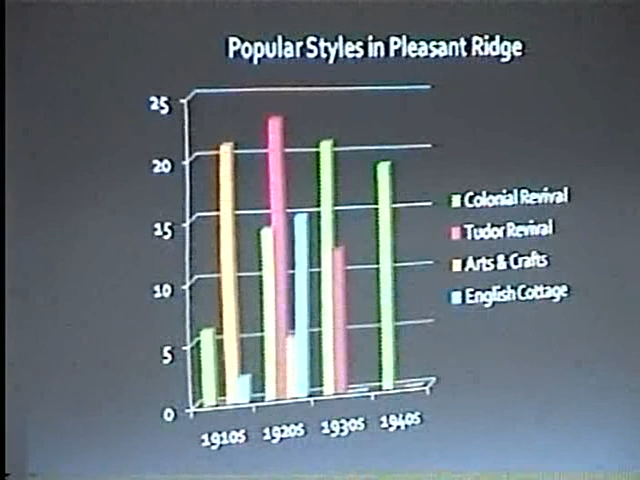 Popular Styles in Pleasant Ridge
25
20
15
10
5
0
1910s 1920s 1930s 1940s
Colonial Revival
Tudor Revival
Arts & Crafts
English Cottage